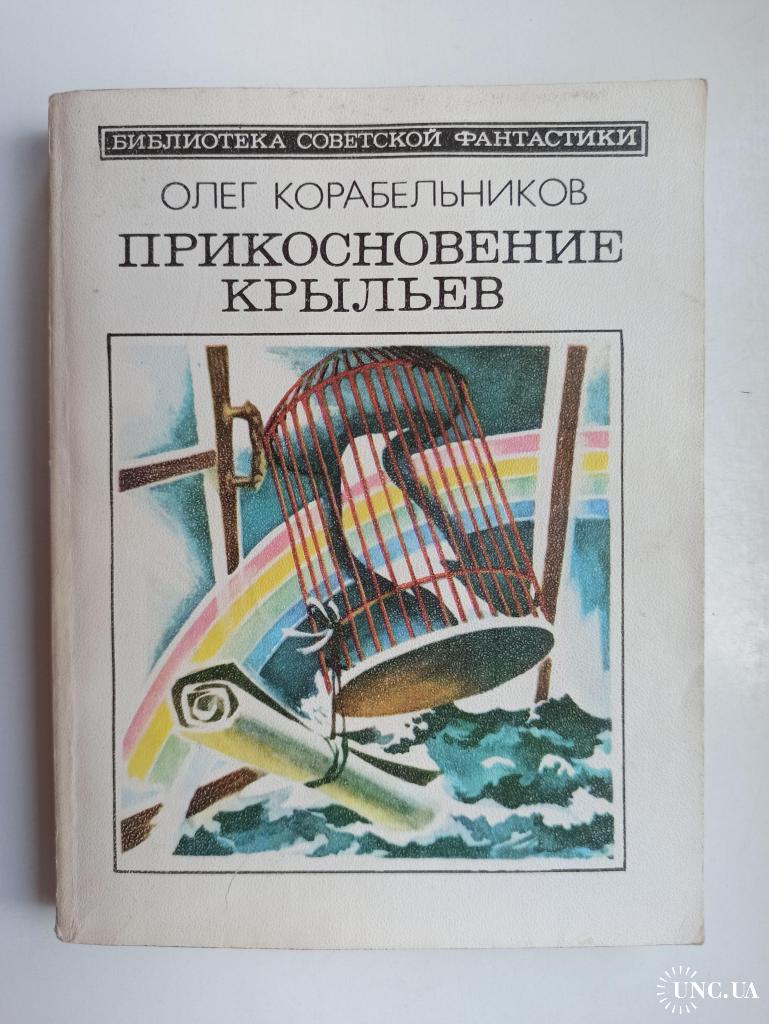 БИБЛИОТЕКА СОВЕТСКОЙ ФАНТАСТИКИ
ОЛЕГ КОРАБЕЛЬНИКОВ
ПРИКОСНОВЕНИЕ
КРЫЛЬЕВ
UNC.UA